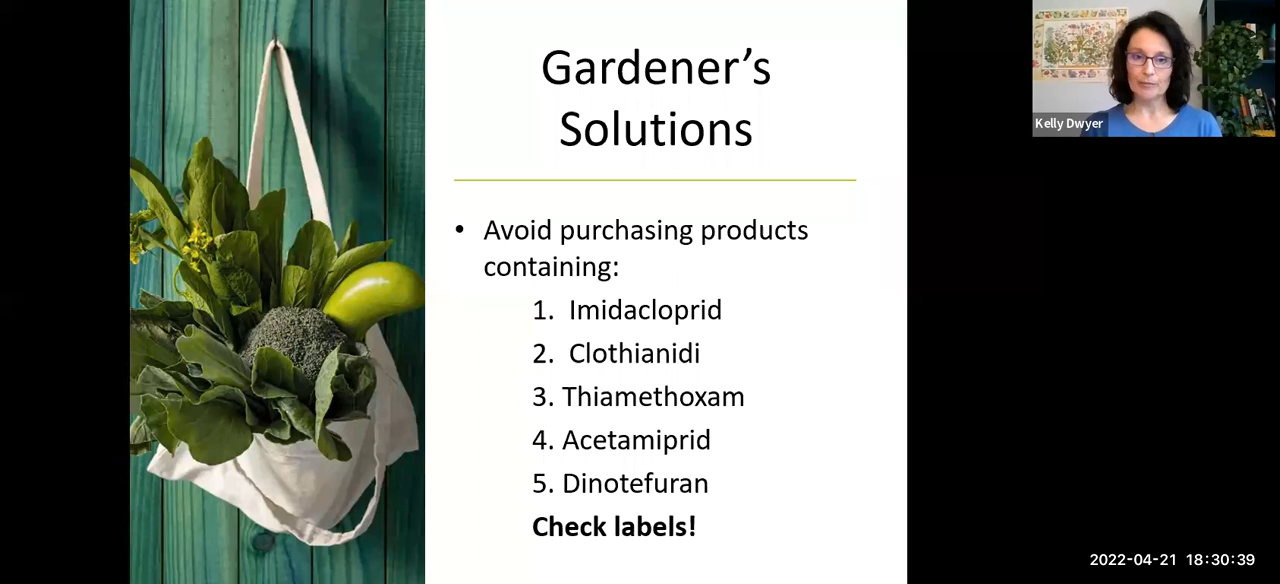 Gardener’s
Solutions
• Avoid purchasing products
containing:
1. Imidacloprid
2. Clothianidi
3. Thiamethoxam
4. Acetamiprid
5. Dinotefuran
Check labels!
Kelly Dwyer
2022-04-21 18:30:39